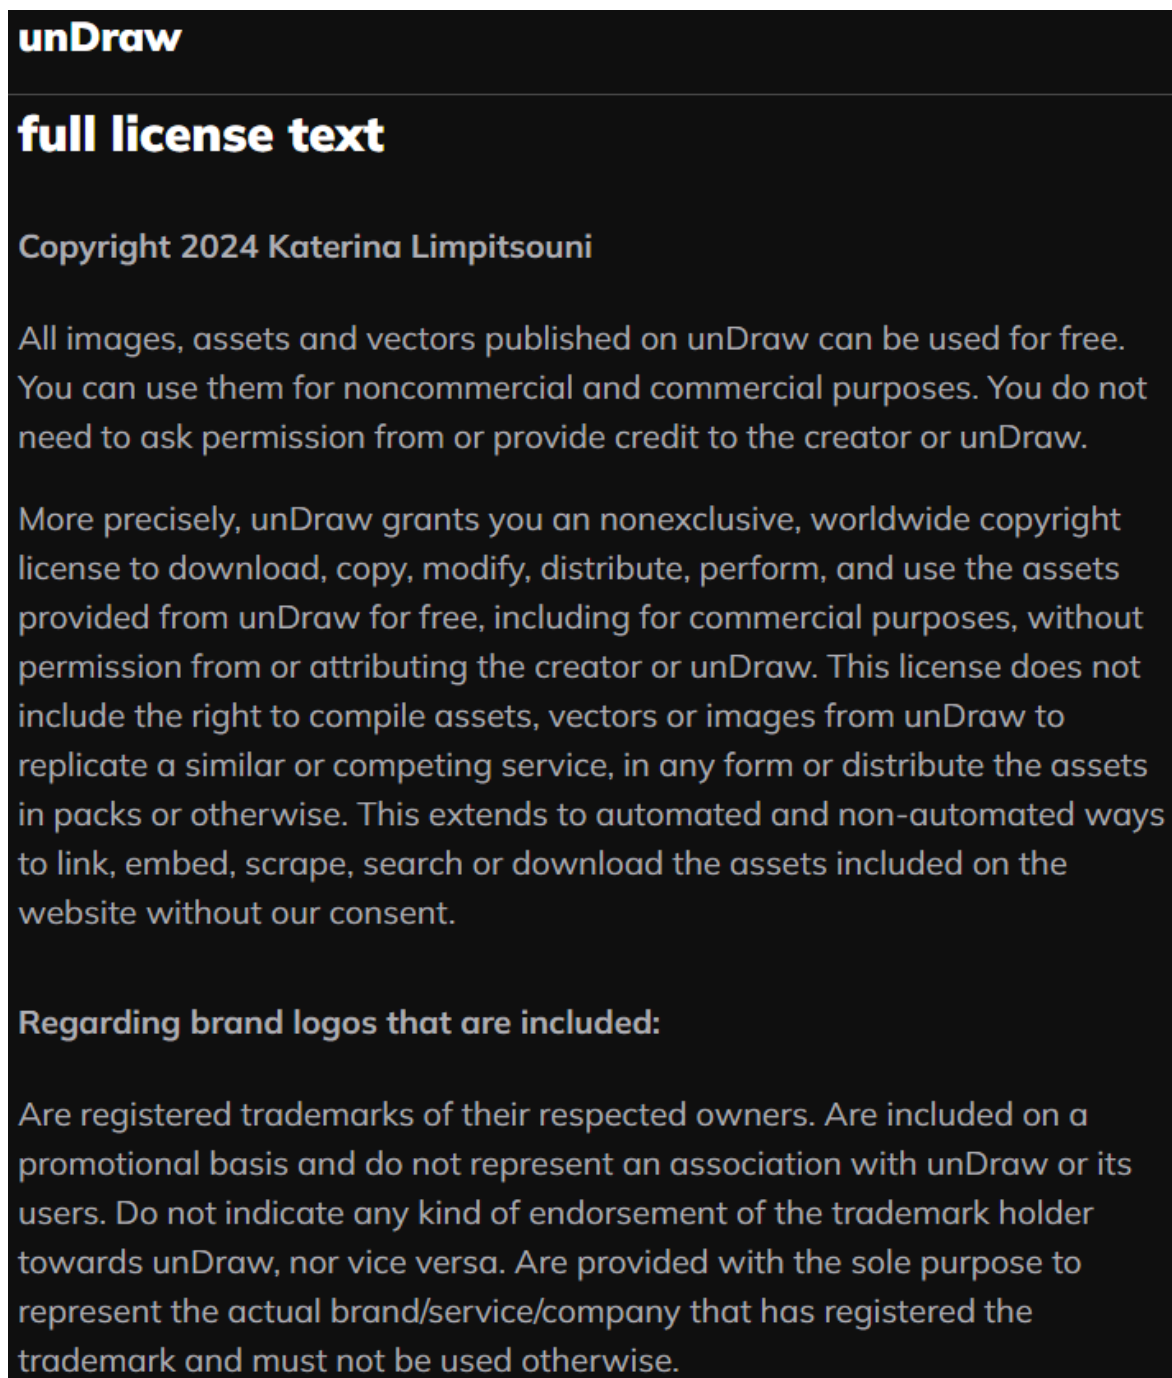 unDraw
full license text
Copyright 2024 Katerina Limpitsouni
All images, assets and vectors published on unDraw can be used for free.
You can use them for noncommercial and commercial purposes. You do not
need to ask permission from or provide credit to the creator or unDraw.
More precisely, unDraw grants you an nonexclusive, worldwide copyright
license to download, copy, modify, distribute, perform, and use the assets
provided from unDraw for free, including for commercial purposes, without
permission from or attributing the creator or unDraw. This license does not
include the right to compile assets, vectors or images from unDraw to
replicate a similar or competing service, in any form or distribute the assets
in packs or otherwise. This extends to automated and non-automated ways
to link, embed, scrape, search or download the assets included on the
website without our consent.
Regarding brand logos that are included:
Are registered trademarks of their respected owners. Are included on a
promotional basis and do not represent an association with unDraw or its
users. Do not indicate any kind of endorsement of the trademark holder
towards unDraw, nor vice versa. Are provided with the sole purpose to
represent the actual brand/service/company that has registered the
trademark and must not be used otherwise.